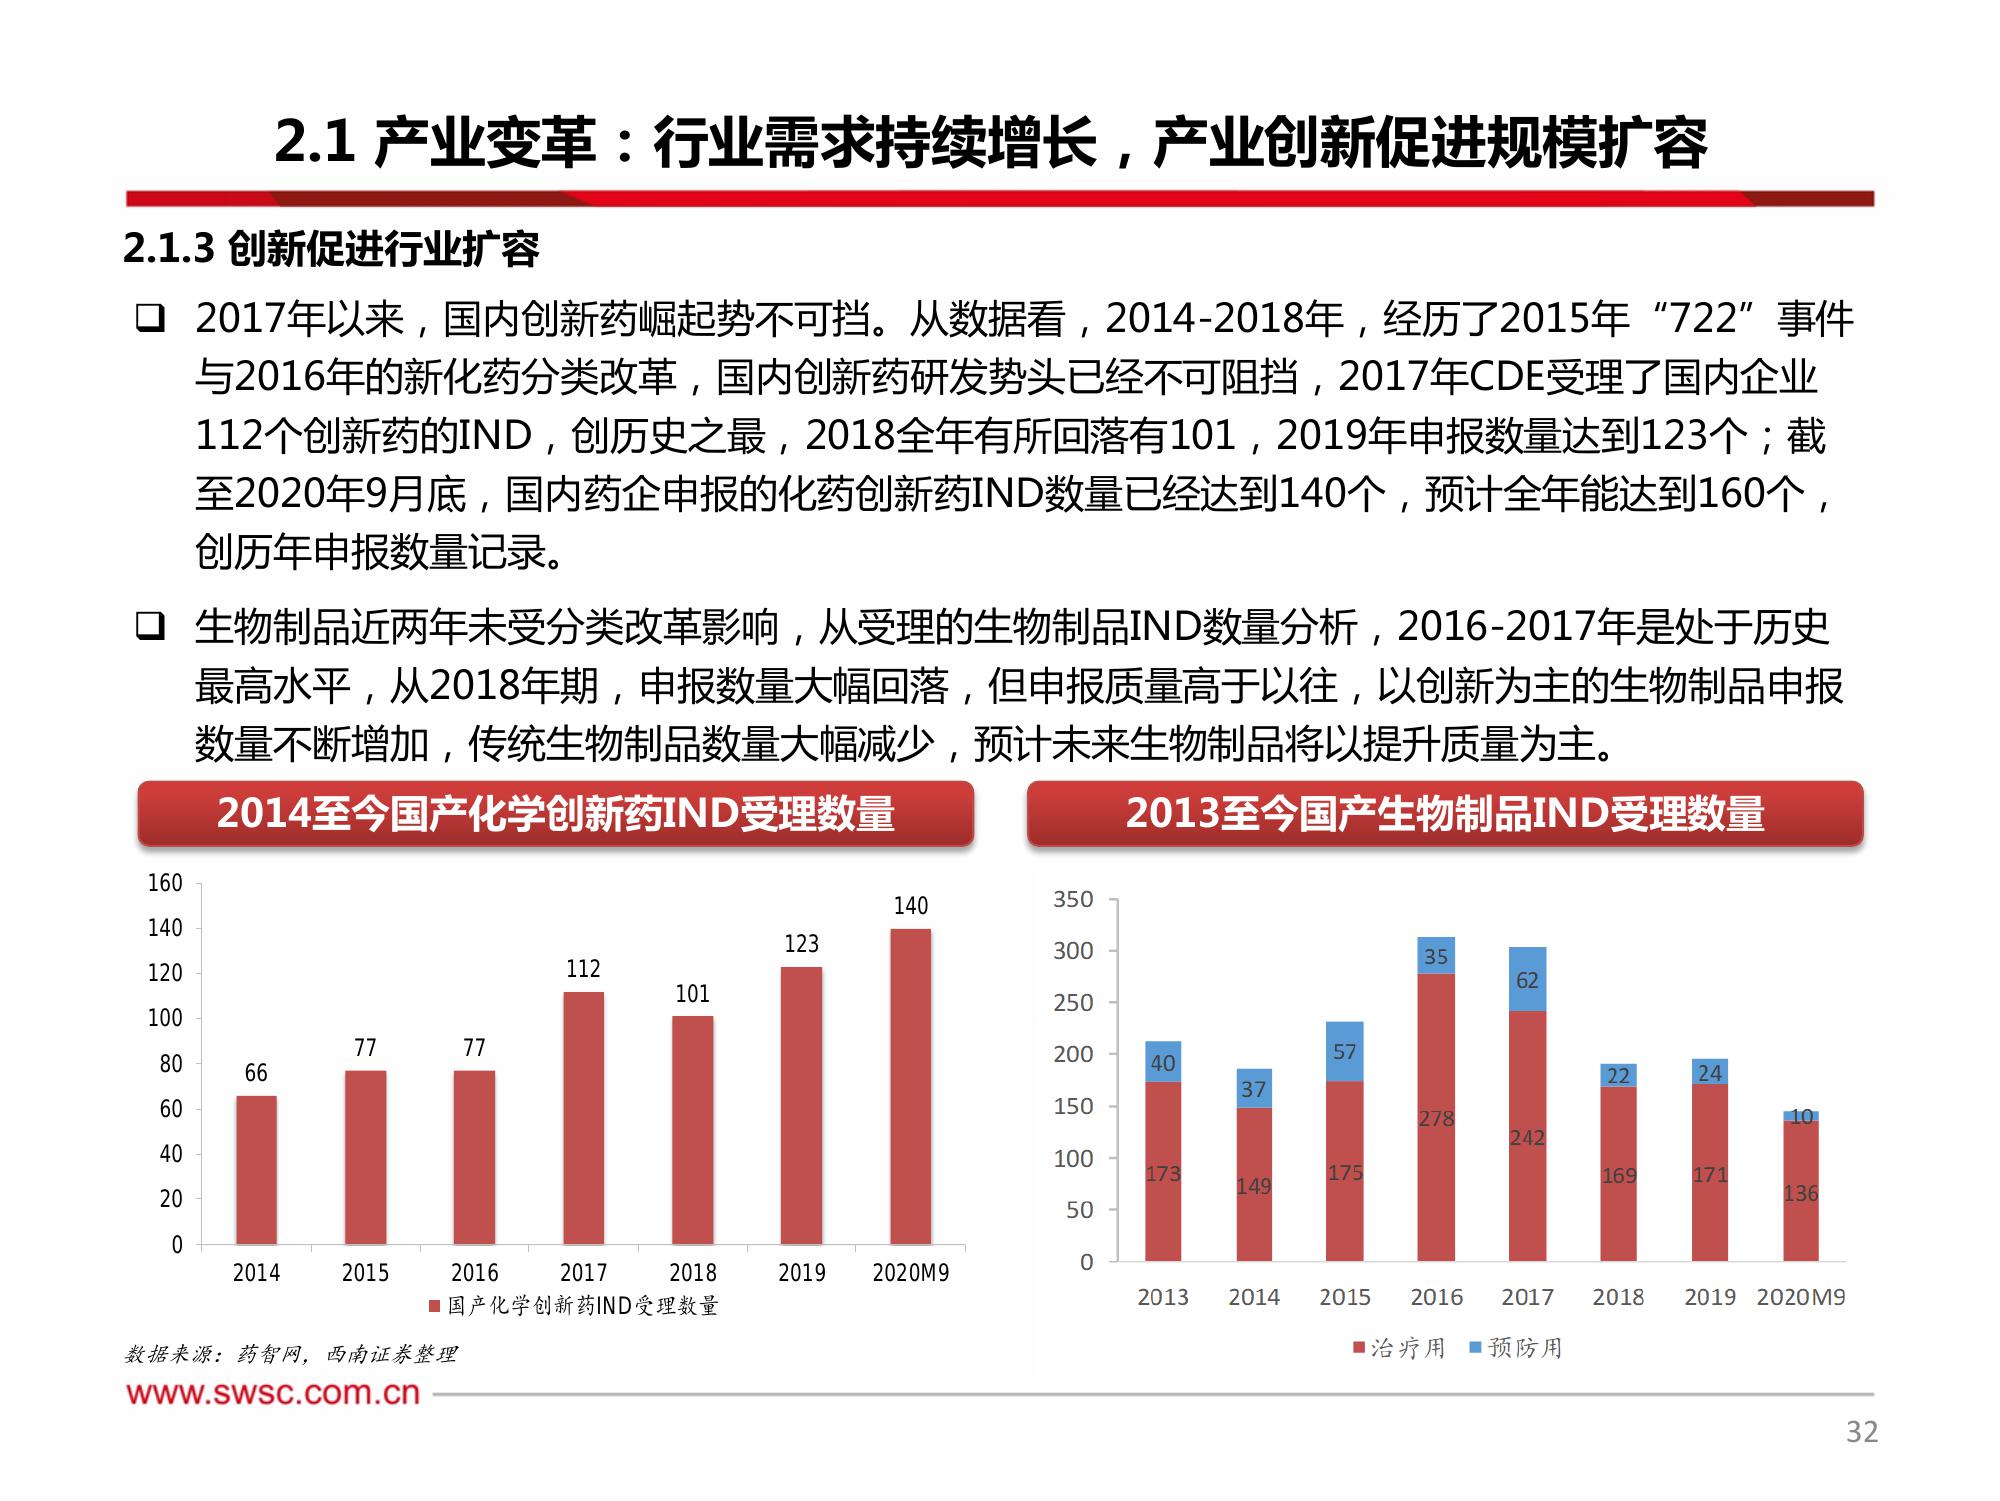 2.1 产业变革：行业需求持续增长，产业创新促进规模扩容
2.1.3 创新促进行业扩容
❑ 2017年以来，国内创新药崛起势不可挡。从数据看，2014-2018年，经历了2015年“722”事件
与2016年的新化药分类改革，国内创新药研发势头已经不可阻挡，2017年CDE受理了国内企业
112个创新药的IND，创历史之最，2018全年有所回落有101，2019年申报数量达到123个；截
至2020年9月底，国内药企申报的化药创新药IND数量已经达到140个，预计全年能达到160个，
创历年申报数量记录。
❑ 生物制品近两年未受分类改革影响，从受理的生物制品IND数量分析，2016-2017年是处于历史
最高水平，从2018年期，申报数量大幅回落，但申报质量高于以往，以创新为主的生物制品申报
数量不断增加，传统生物制品数量大幅减少，预计未来生物制品将以提升质量为主。
2014至今国产化学创新药IND受理数量
160
140
120
100
80
60
40
20
0
66
77
77
112
101
123
140
2014 2015 2016 2017 2018 2019 2020M9
国产化学创新药IND受理数量
2013至今国产生物制品IND受理数量
350
300
250
200
150
100
50
0
40 37 57 35 62 22 24 10
173 149 175 278 242 169 171 136
2013 2014 2015 2016 2017 2018 2019 2020M9
治疗用 预防用
数据来源：药智网，西南证券整理
www.swsc.com.cn
32